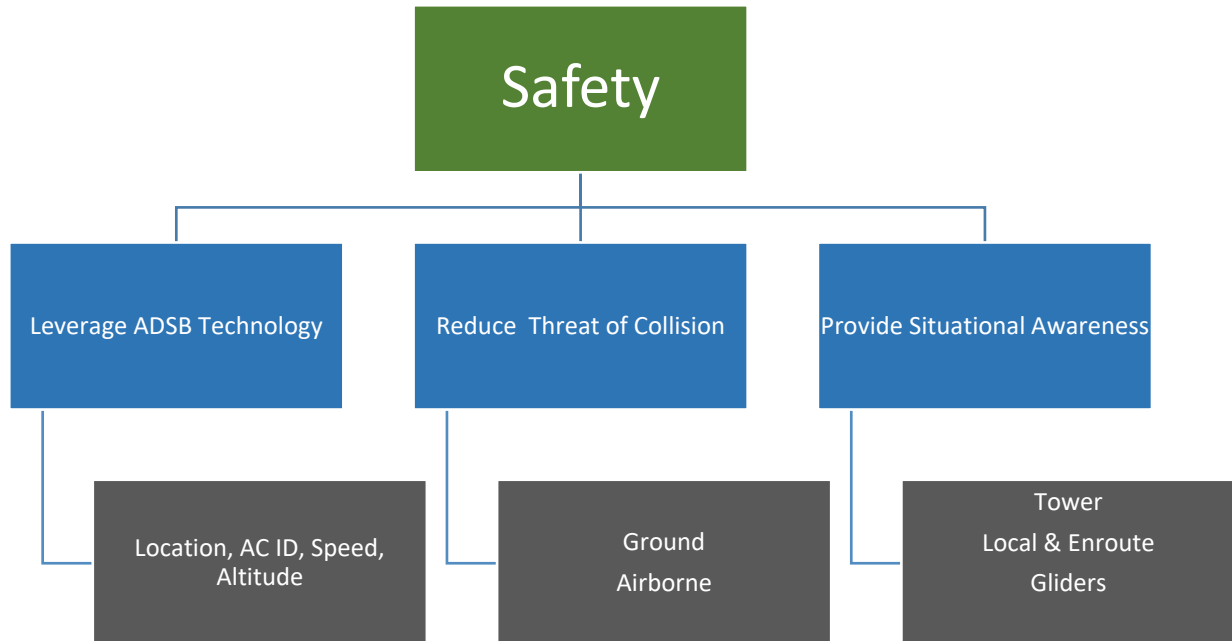 Safety
Leverage ADSB Technology
Reduce Threat of Collision
Provide Situational Awareness
Location, AC ID, Speed,
Altitude
Ground
Airborne
Tower
Local & Enroute
Gliders